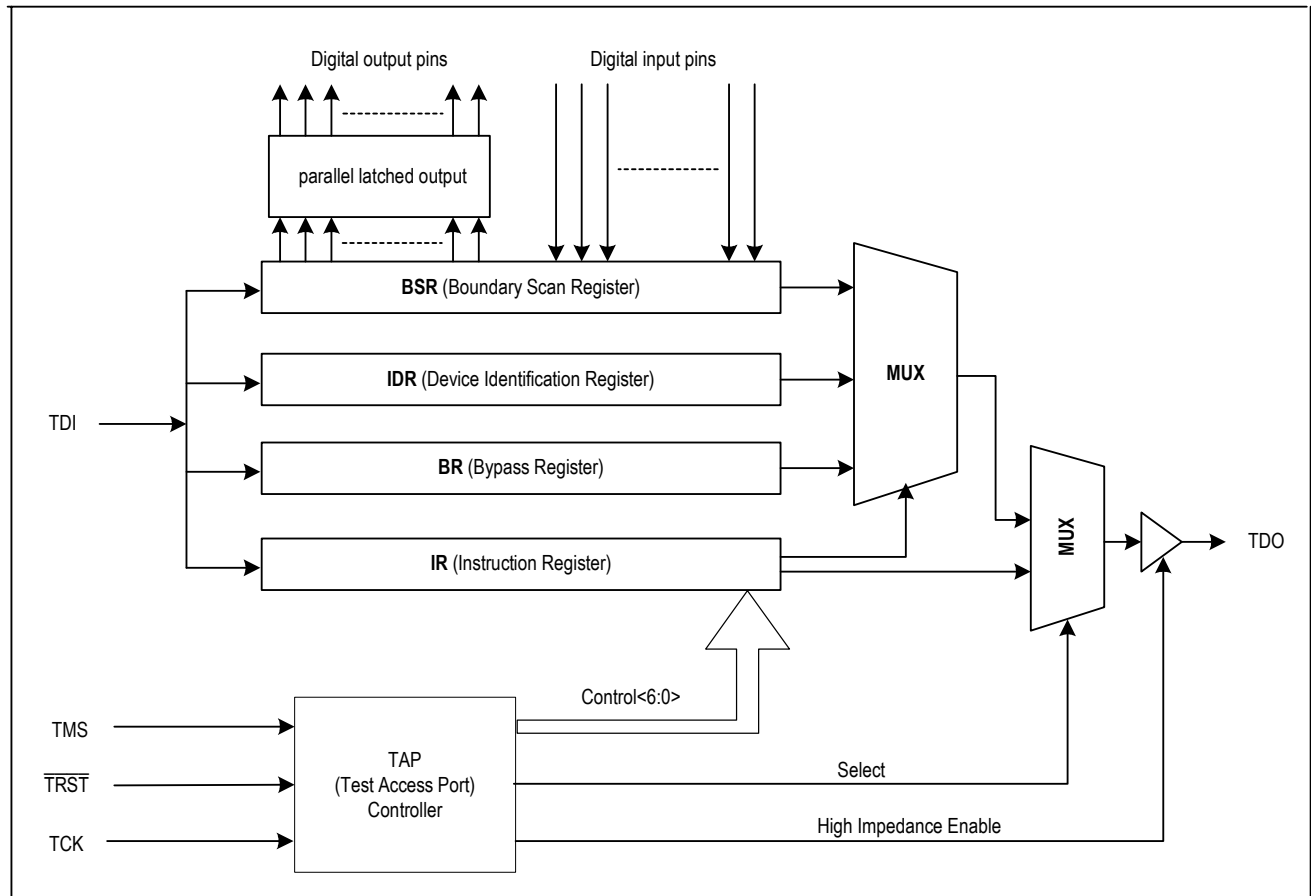 Digital output pins
Digital input pins
parallel latched output
BSR (Boundary Scan Register)
IDR (Device Identification Register)
MUX
TDI
BR (Bypass Register)
MUX
IR (Instruction Register)
TDO
Control<6:0>
TMS
TAP
(Test Access Port)
Controller
TRST
Select
TCK
High Impedance Enable